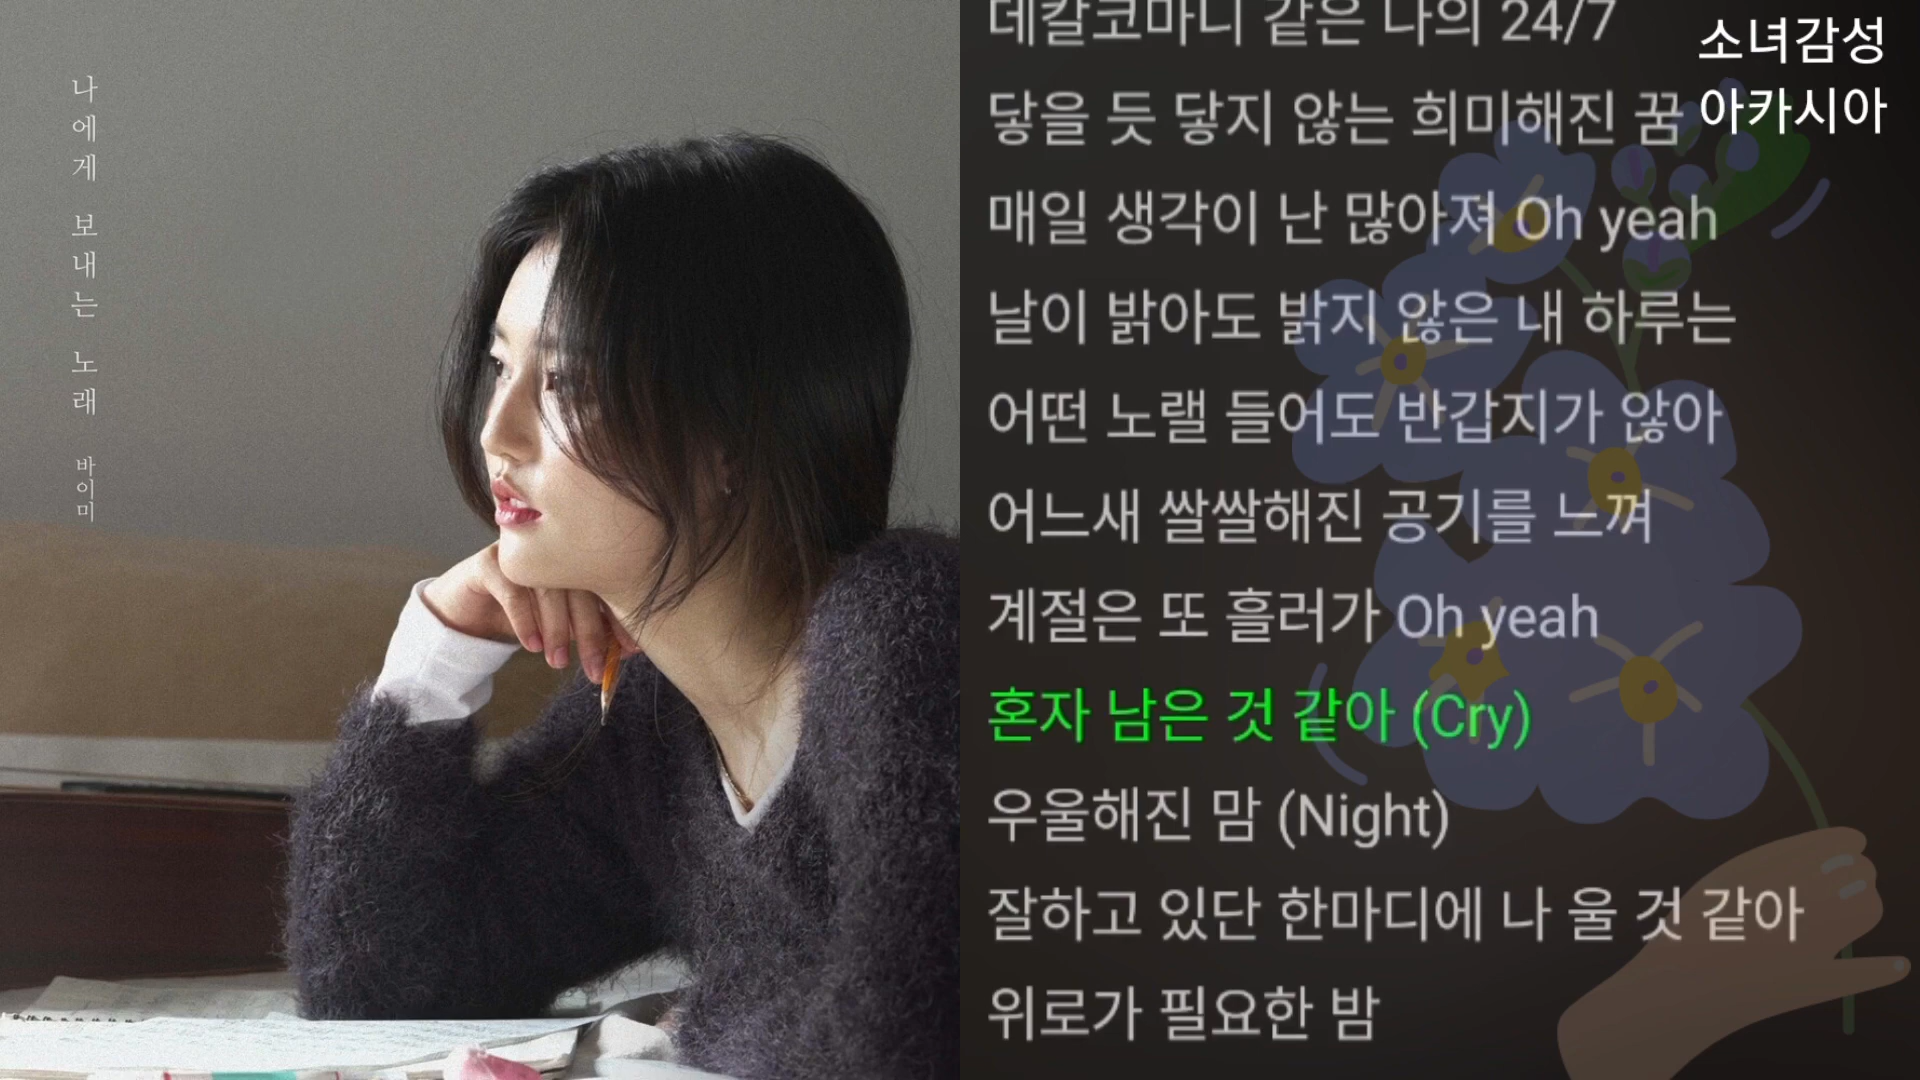 나에게 보내는 노래
바이미
소녀감성
아카시아
데칼코마니 같은 나의 24/7
닿을 듯 닿지 않는 희미해진 꿈
매일 생각이 난 많아져 Oh yeah
날이 밝아도 밝지 않은 내 하루는
어떤 노랠 들어도 반갑지가 않아
어느새 쌀쌀해진 공기를 느껴
계절은 또 흘러가 Oh yeah
혼자 남은 것 같아 (Cry)
우울해진 맘 (Night)
잘하고 있단 한마디에 나 울 것 같아
위로가 필요한 밤